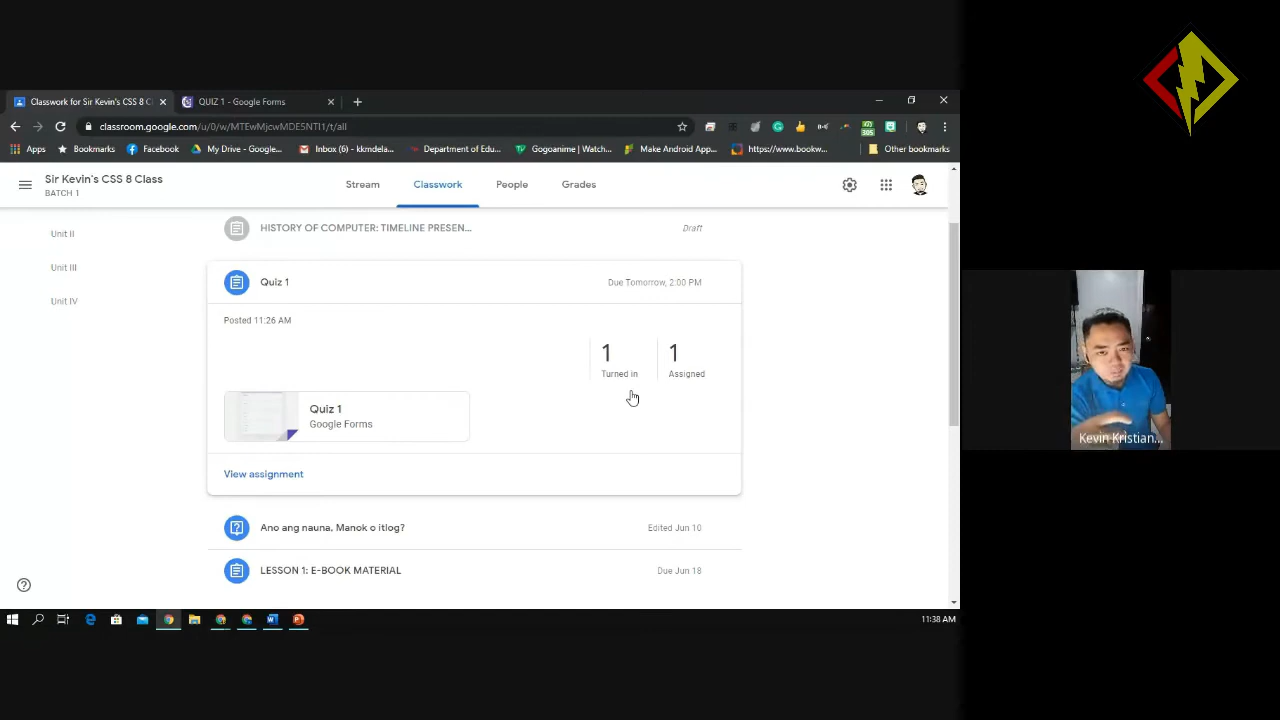 Classwork for Sir Kevin's CSS 8 C
QUIZ 1 - Google Forms
classroom.google.com/u/0/w/MTEwMjcwMDE5NTI1/t/all
Apps
Bookmarks
Facebook
My Drive - Google...
Inbox (6) - kkmdela...
Department of Edu...
Gogoanime | Watch...
Make Android App...
https://www.bookw...
Other bookmarks
Sir Kevin's CSS 8 Class
BATCH 1
Stream
Classwork
People
Grades
Unit II
Unit III
Unit IV
HISTORY OF COMPUTER: TIMELINE PRESEN...
Draft
Quiz 1
Due Tomorrow, 2:00 PM
Posted 11:26 AM
1
Turned in
1
Assigned
Quiz 1
Google Forms
View assignment
Ano ang nauna, Manok o itlog?
Edited Jun 10
LESSON 1: E-BOOK MATERIAL
Due Jun 18
11:38 AM
Kevin Kristian...